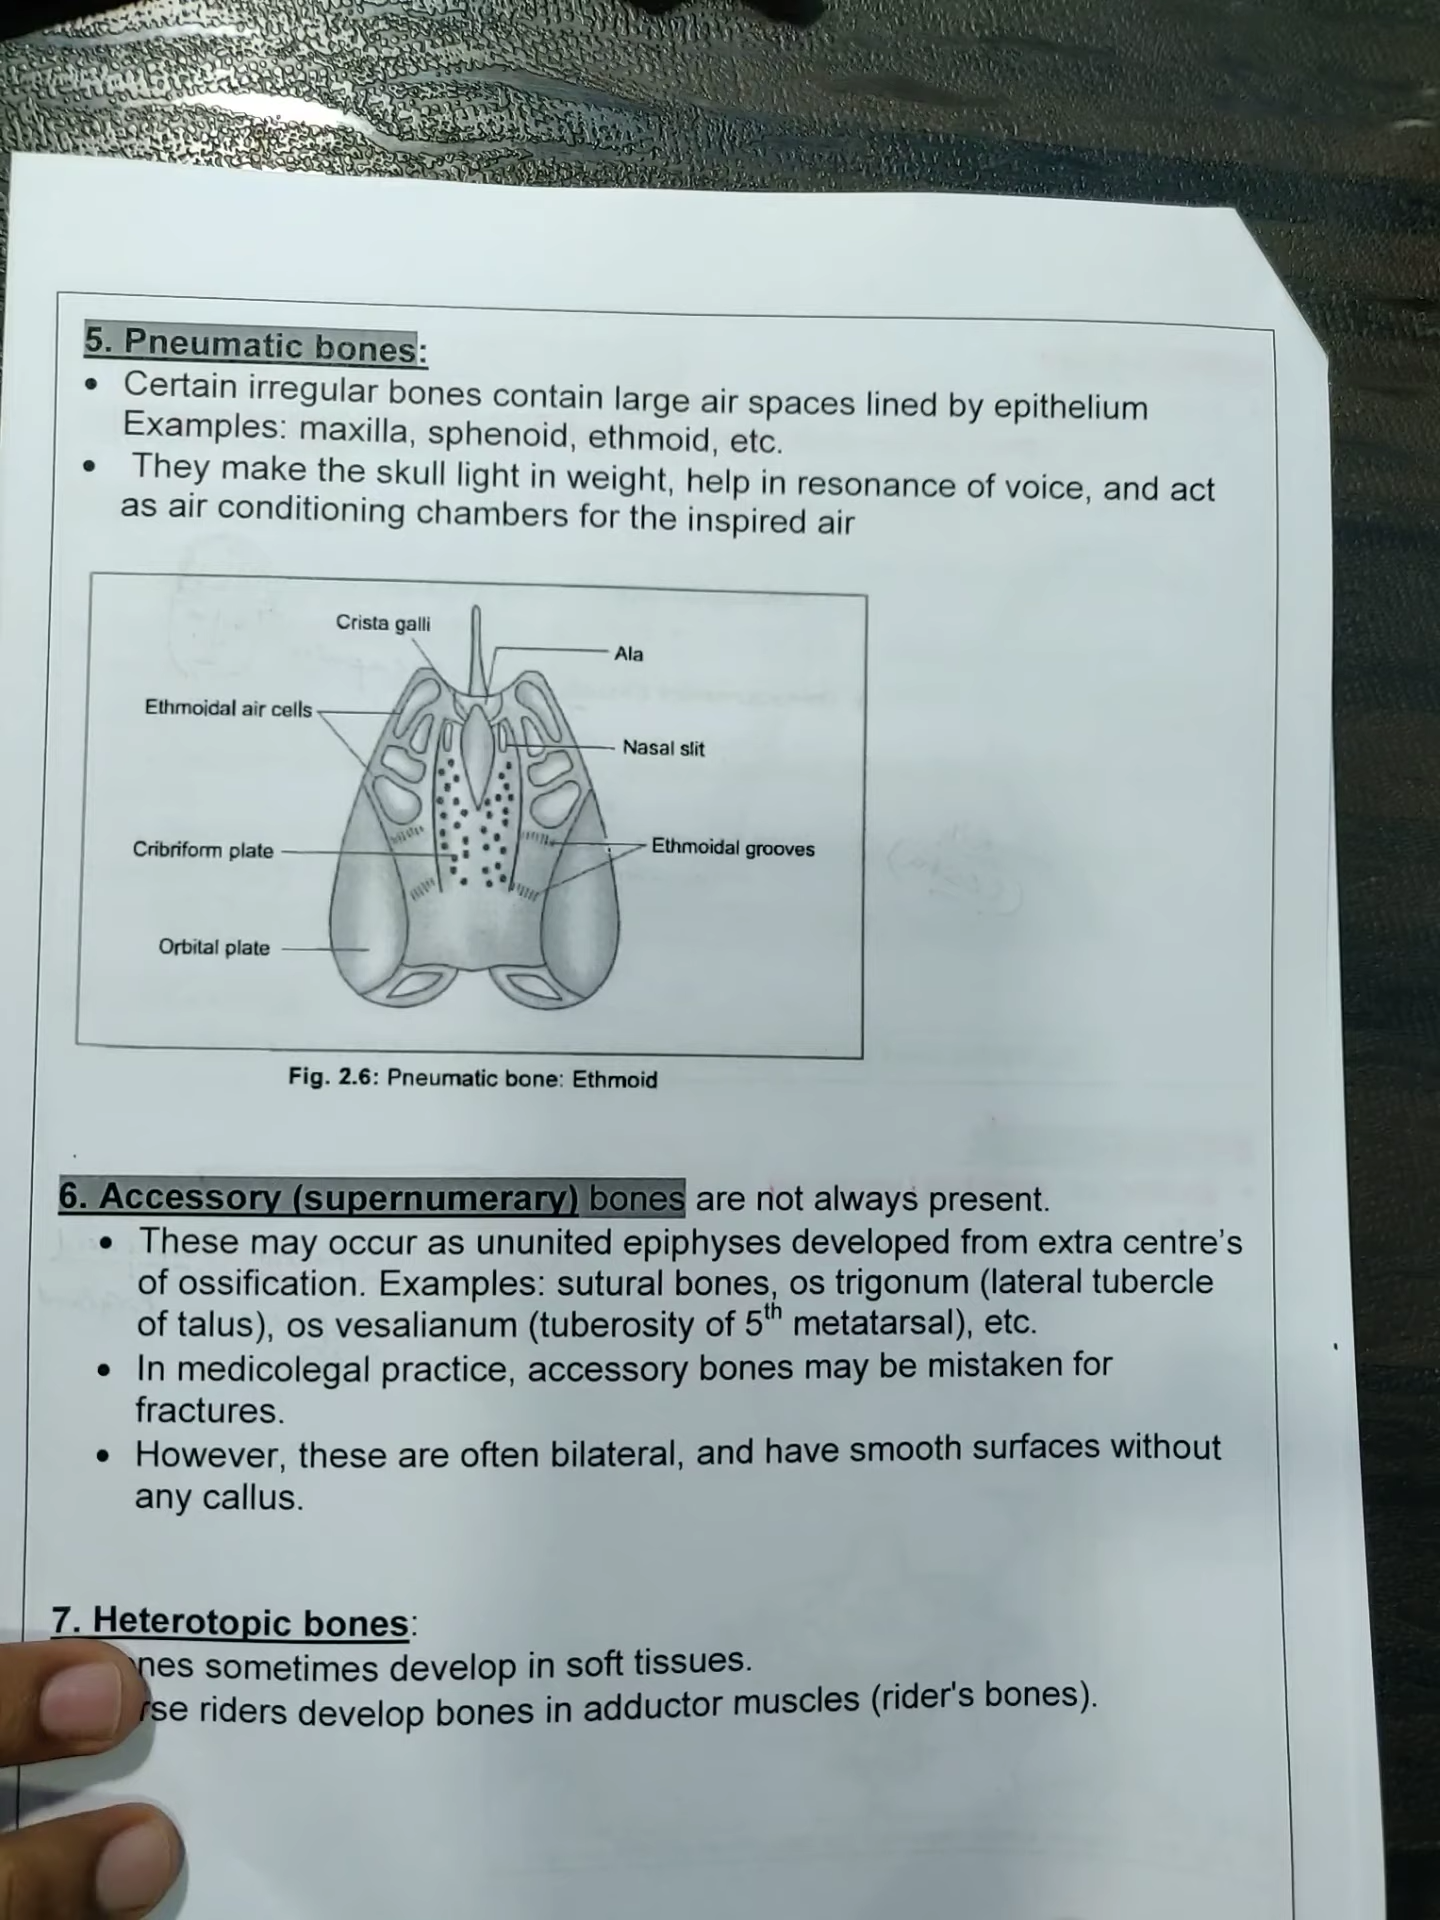 5. Pneumatic bones:
• Certain irregular bones contain large air spaces lined by epithelium
Examples: maxilla, sphenoid, ethmoid, etc.
• They make the skull light in weight, help in resonance of voice, and act
as air conditioning chambers for the inspired air
Crista galli
Ala
Ethmoidal air cells
Nasal slit
Cribriform plate
Ethmoidal grooves
Orbital plate
Fig. 2.6: Pneumatic bone: Ethmoid
6. Accessory (supernumerary) bones are not always present.
• These may occur as ununited epiphyses developed from extra centre's
of ossification. Examples: sutural bones, os trigonum (lateral tubercle
of talus), os vesalianum (tuberosity of 5th metatarsal), etc.
• In medicolegal practice, accessory bones may be mistaken for
fractures.
• However, these are often bilateral, and have smooth surfaces without
any callus.
7. Heterotopic bones:
sometimes develop in soft tissues.
riders develop bones in adductor muscles (rider's bones).